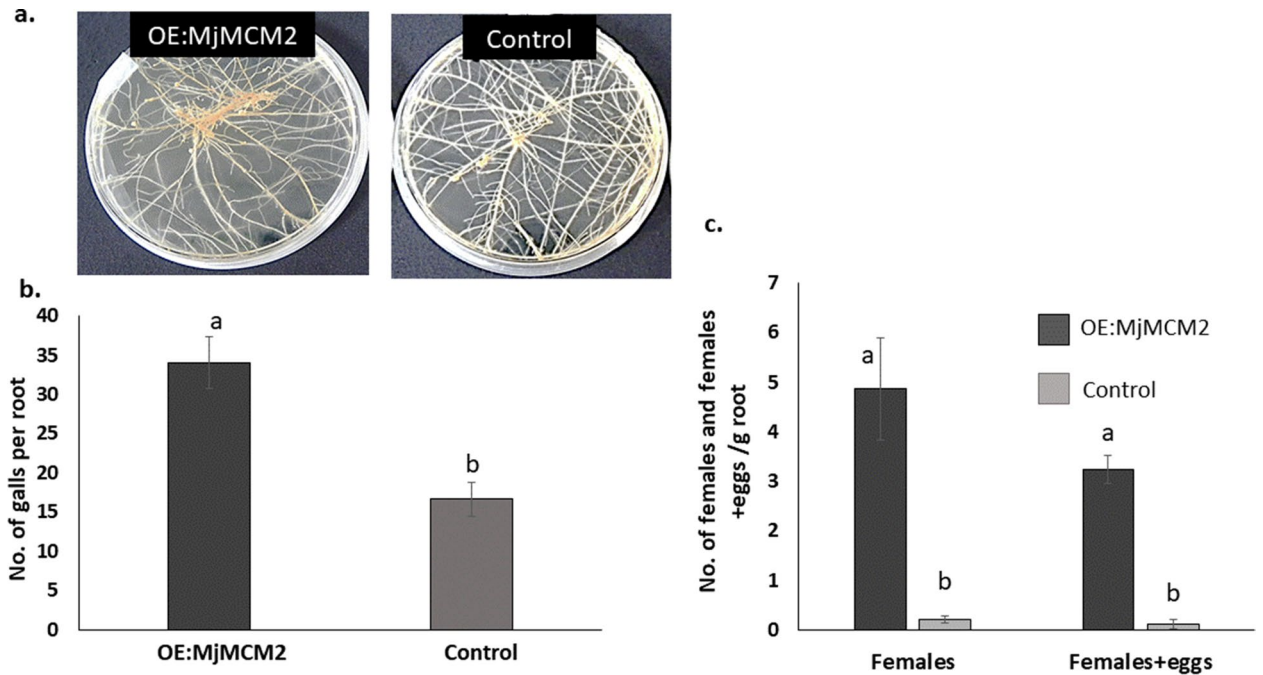 a.
OE:MjMCM2
Control
b.
No. of galls per root
40
35
30
25
20
15
10
5
0
a
b
OE:MjMCM2
Control
c.
No. of females and females
+eggs /g root
7
6
5
4
3
2
1
0
a
b
a
b
OE:MjMCM2
Control
Females
Females+eggs